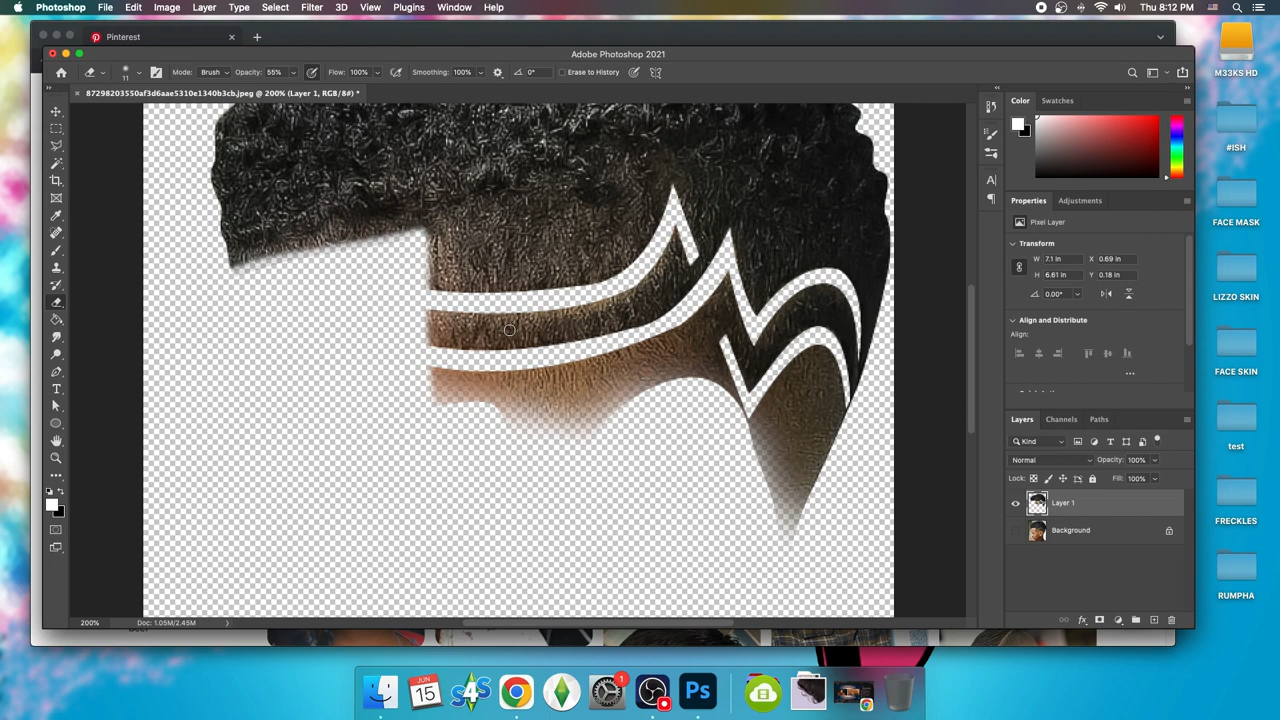 Photoshop File Edit Image Layer Type Select Filter 3D View Plugins Window Help Thu 8:12 PM
Pinterest
Adobe Photoshop 2021
11 Mode: Brush Opacity: 55% Flow: 100% Smoothing: 100% 0° Erase to History
87298203550af3d6aae5310e1340b3cb.jpeg @ 200% (Layer 1, RGB/8#) *
Color Swatches
Properties Adjustments
Pixel Layer
Transform
W 7.1 in X 0.69 in
H 6.61 in Y 0.18 in
0.00°
Align and Distribute
Align:
Layers Channels Paths
Kind
Normal Opacity: 100%
Lock: Fill: 100%
Layer 1
Background
200% Doc: 1.05M/2.45M
M33KS HD
#ISH
FACE MASK
LIZZO SKIN
FACE SKIN
test
FRECKLES
RUMPHA
JUN
15
S4S
1
Ps